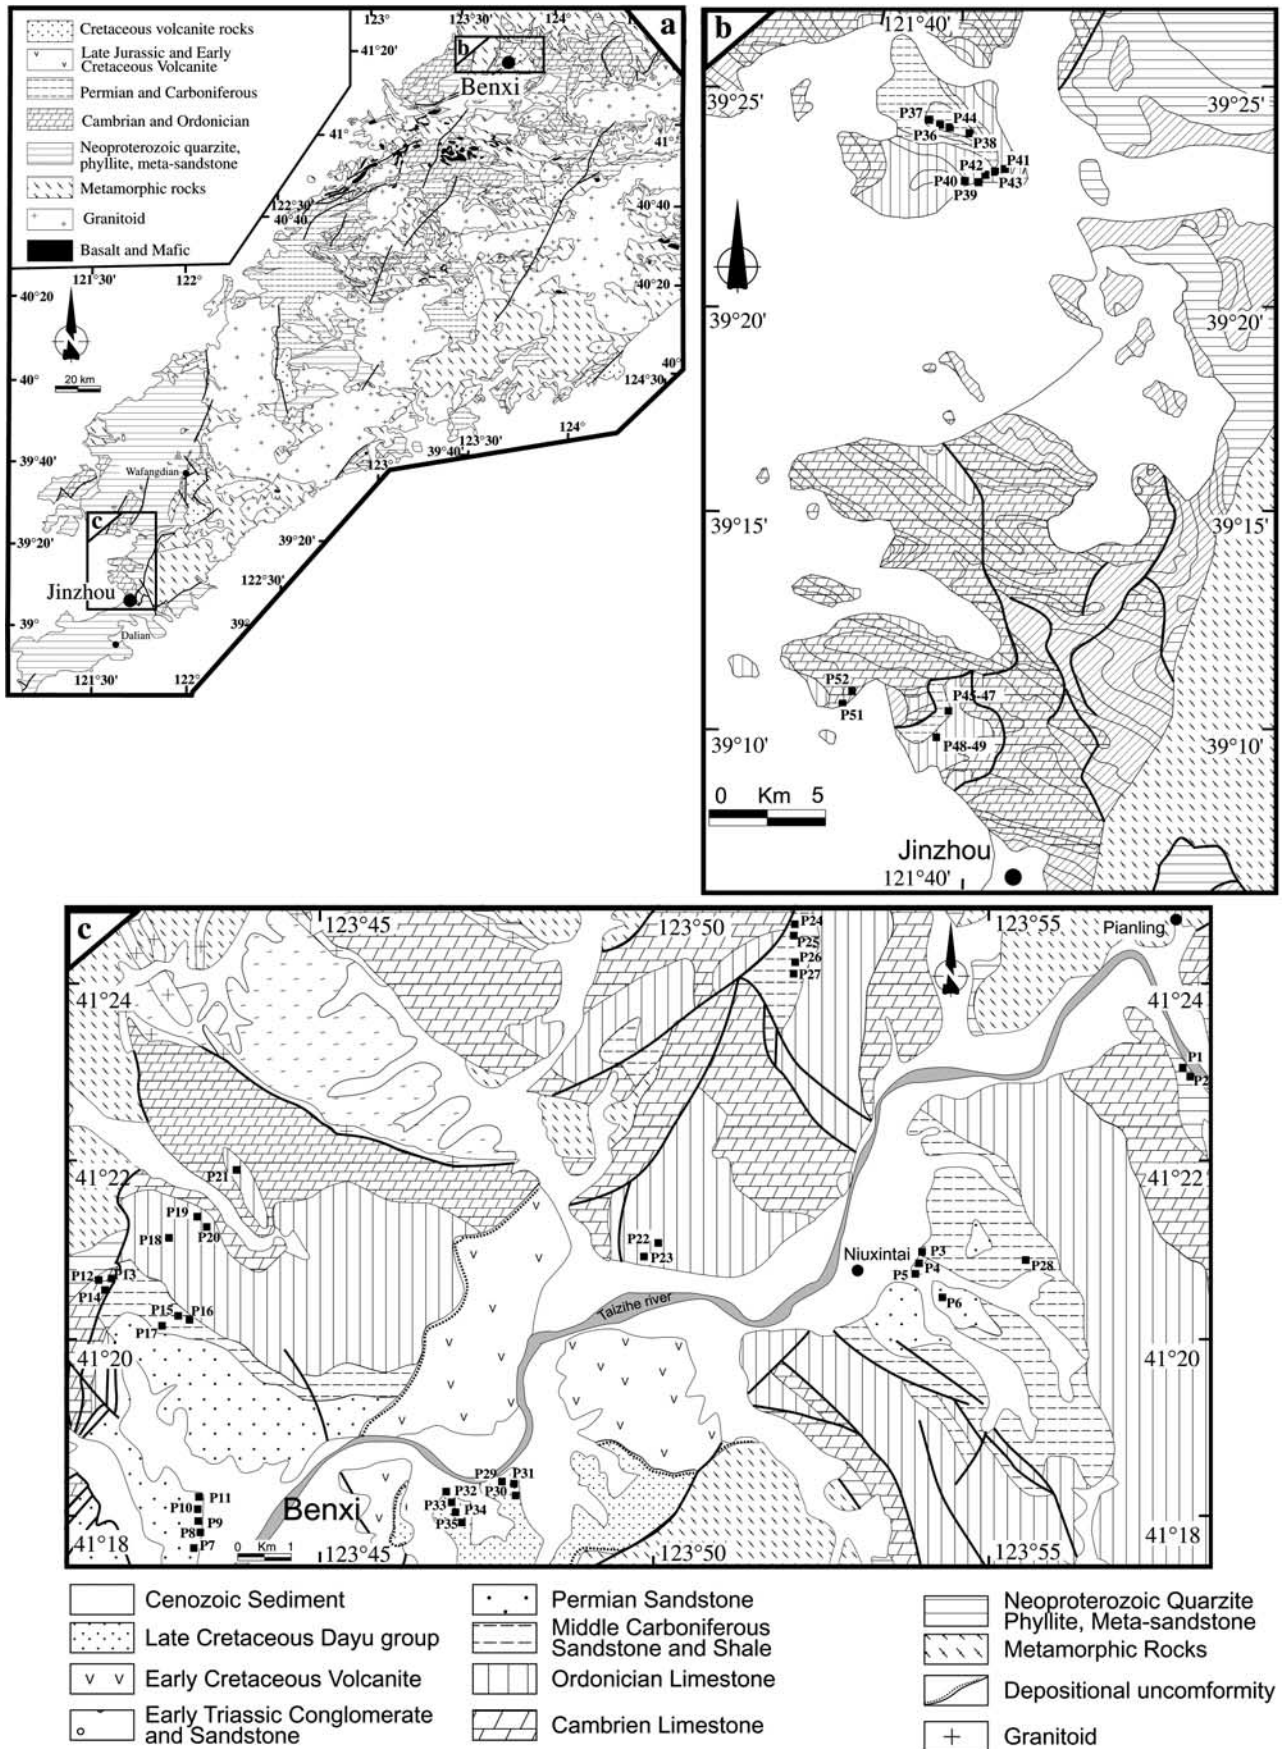 a
Cretaceous volcanite rocks
Late Jurassic and Early
Cretaceous Volcanite
Permian and Carboniferous
Cambrian and Ordonician
Neoproterozoic quarzite,
phyllite, meta-sandstone
Metamorphic rocks
Granitoid
Basalt and Mafic
123°
123°30'
124°
41°20'
b
Benxi
41°
41°
122°30'
40°40'
40°40
40°20
121°30'
122°
40°20
40°
20 km
40°
124°30'
124°
123°30'
39°40'
39°40
123°
Wafangdian
c
39°20
39°20'
Jinzhou
122°30'
39°
39°
Dalian
121°30'
122°
b
121°40'
39°25'
39°25'
P37
P44
P36
P38
P41
P42
P40
P43
P39
39°20'
39°20'
39°15'
39°15'
P52
P51
P45-47
P48-49
39°10'
39°10'
0 Km 5
Jinzhou
121°40'
c
123°45
123°50
123°55
P24
P25
P26
P27
Pianling
41°24
41°24
P1
P2
41°22
41°22
P21
P19
P20
P18
P22
P23
Niuxintai
P3
P4
P5
P28
P6
P12
P13
P14
P15
P16
P17
Taizihe river
41°20
41°20
P29
P31
P30
P32
P33
P34
P35
P11
P10
P9
P8
P7
Benxi
0 Km 1
41°18
41°18
123°45
123°50
123°55
Cenozoic Sediment
Late Cretaceous Dayu group
Early Cretaceous Volcanite
Early Triassic Conglomerate
and Sandstone
Permian Sandstone
Middle Carboniferous
Sandstone and Shale
Ordonician Limestone
Cambrien Limestone
Neoproterozoic Quarzite
Phyllite, Meta-sandstone
Metamorphic Rocks
Depositional uncomformity
Granitoid